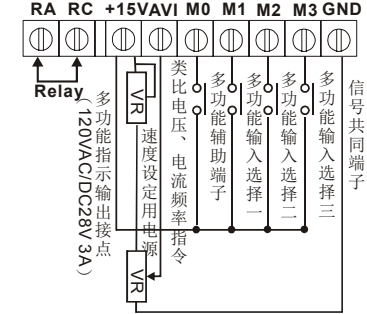 RA RC +15V AVI M0 M1 M2 M3 GND
Relay
多功能指示输出接点
（120VAC/DC28V 3A）
VR
速度设定用电源
类比电压、电流频率指令
多功能辅助端子
多功能输入选择一
多功能输入选择二
多功能输入选择三
信号共同端子
VR